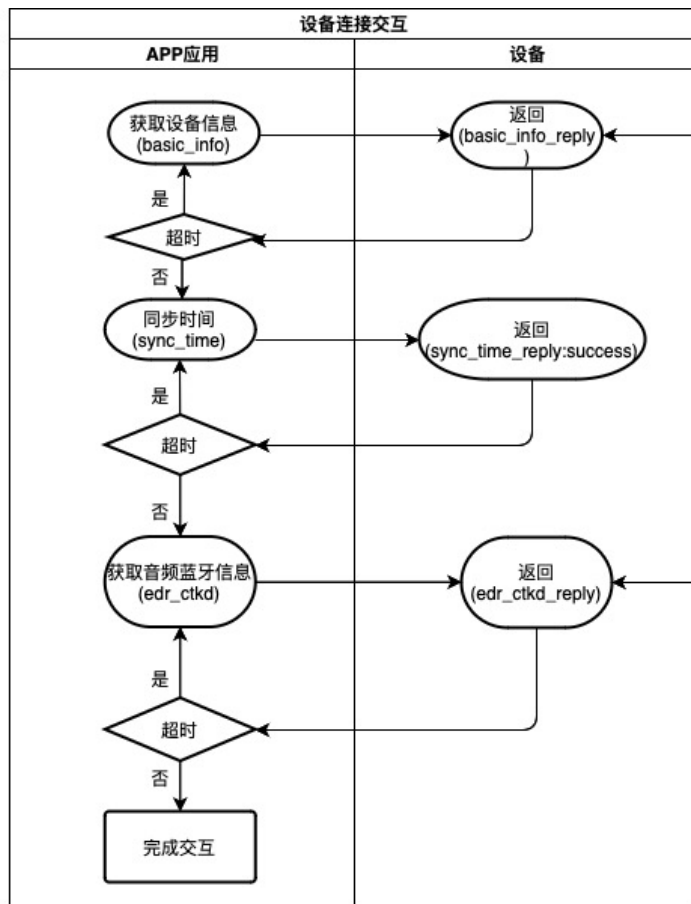 设备连接交互
APP应用
设备
获取设备信息
(basic_info)
返回
(basic_info_reply
)
是
超时
否
同步时间
(sync_time)
返回
(sync_time_reply:success)
是
超时
否
获取音频蓝牙信息
(edr_ctkd)
返回
(edr_ctkd_reply)
是
超时
否
完成交互